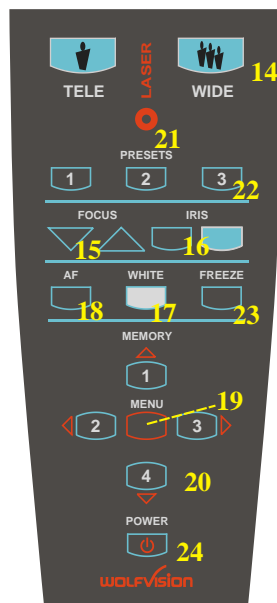 LASER
TELE WIDE 14
21
PRESETS
1 2 3 22
FOCUS IRIS
15 16
AF WHITE FREEZE
18 17 23
MEMORY
1
MENU 19
2 3
4 20
POWER
24
WOLFVISION